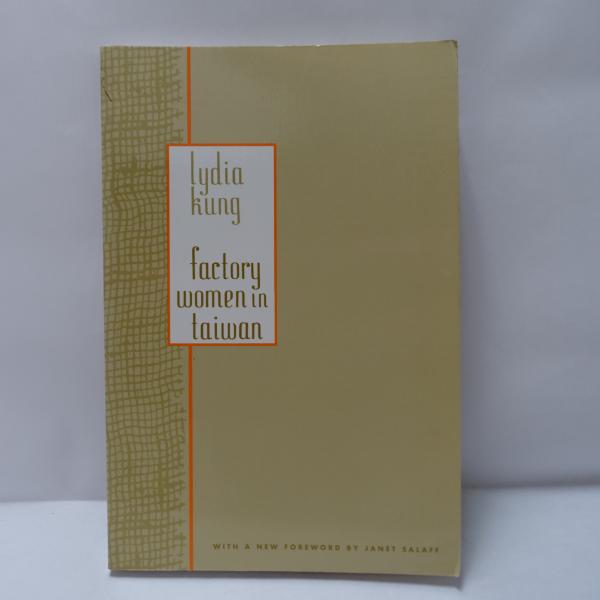 lydia
kung
factory
women in
taiwan
WITH A NEW FOREWORD BY JANET SALAFF